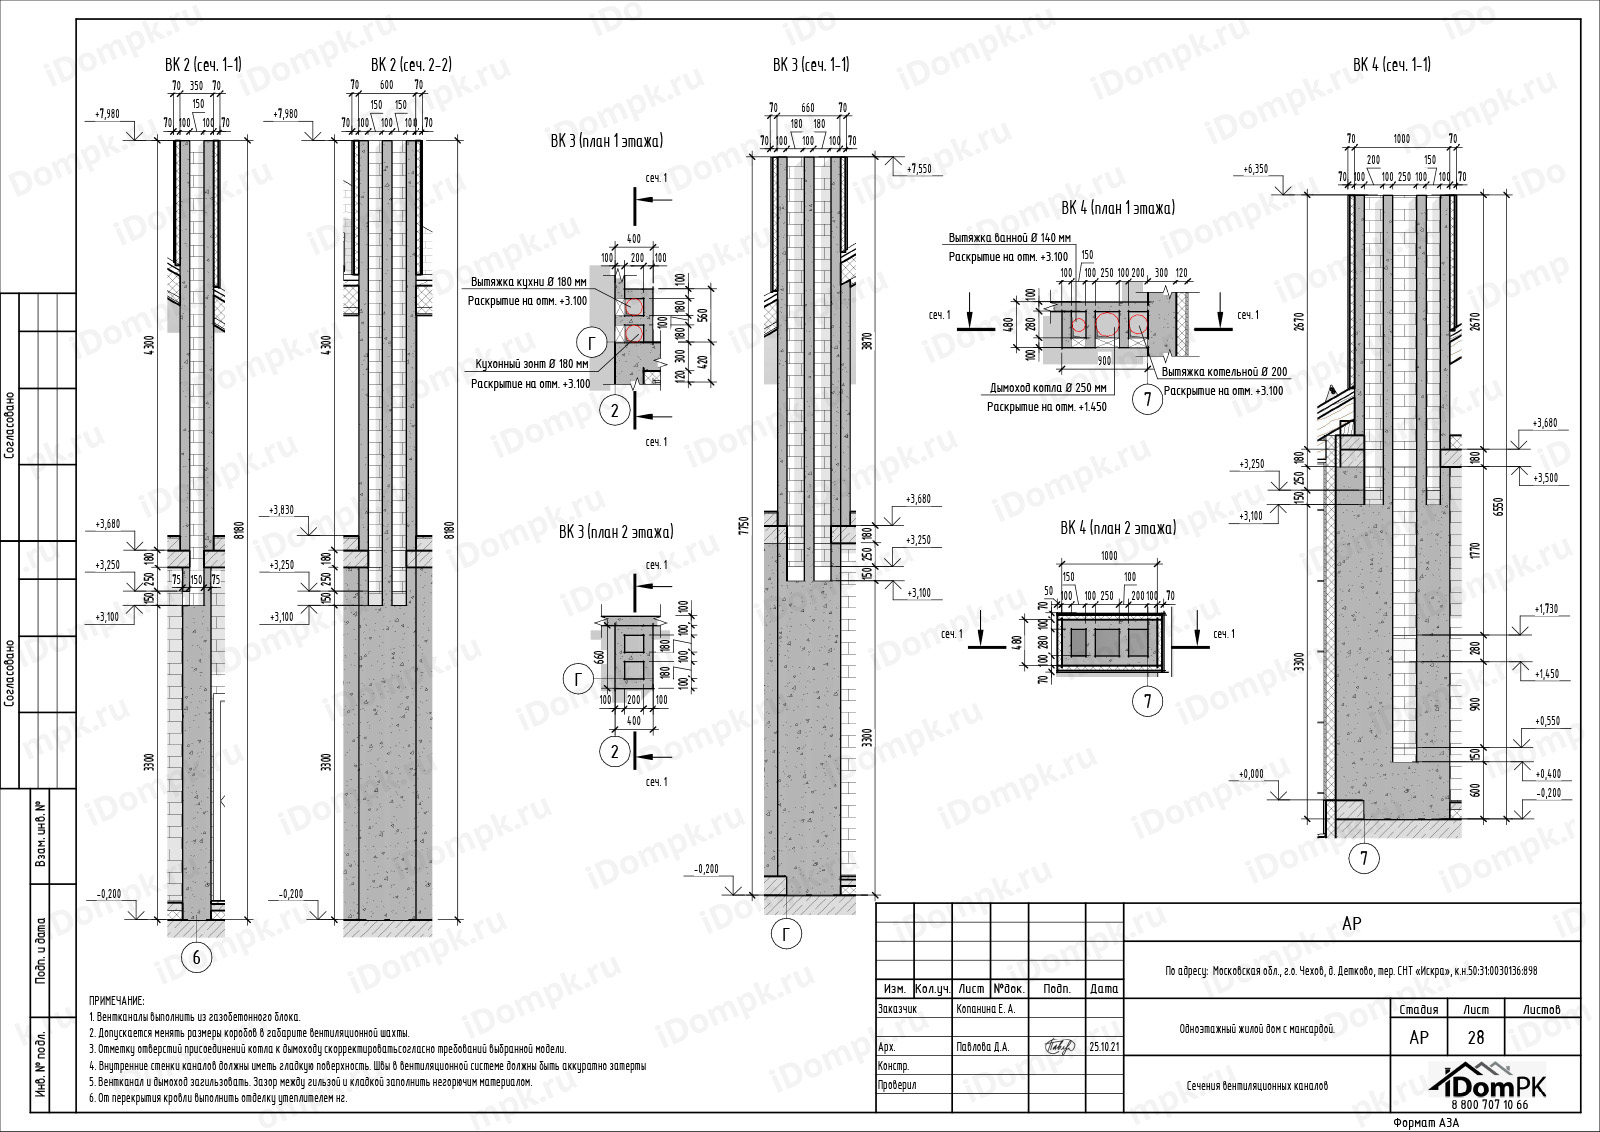 ВК 2 (сеч. 1-1)
70 350 70
150
70 100 100 70
+7,980
4300
8180
+3,680
180
+3,250
250
75 150 75
150
+3,100
3300
-0,200
6
ВК 2 (сеч. 2-2)
70 600 70
150 150
70 100 100 100 70
+7,980
4300
8180
+3,830
180
+3,250
250
150
+3,100
3300
-0,200
ВК 3 (план 1 этажа)
сеч. 1
400
100 200 100
Вытяжка кухни Ø 180 мм
Раскрытие на отм. +3.100
100
180
100
180
560
300
120
420
Г
Кухонный зонт Ø 180 мм
Раскрытие на отм. +3.100
2
сеч. 1
ВК 3 (план 2 этажа)
сеч. 1
100
100
180
660
100
180
100
Г
100 200 100
400
2
сеч. 1
ВК 3 (сеч. 1-1)
70 660 70
180 180
70 100 100 100 70
+7,550
3870
7750
+3,680
180
+3,250
250
150
+3,100
3300
-0,200
Г
ВК 4 (план 1 этажа)
Вытяжка ванной Ø 140 мм
Раскрытие на отм. +3.100
150
100 100 250 100 200 300 120
100
280
480
100
сеч. 1
сеч. 1
900
Вытяжка котельной Ø 200
Раскрытие на отм. +3.100
Дымоход котла Ø 250 мм
Раскрытие на отм. +1.450
7
ВК 4 (план 2 этажа)
1000
150 100
50 100 100 250 200 100 70
70
100
280
480
100
70
сеч. 1
сеч. 1
7
ВК 4 (сеч. 1-1)
70 1000 70
200 150
70 100 100 250 100 100 70
+6,350
2670
2670
+3,680
180
180
+3,250
250
+3,500
150
+3,100
6550
1770
+1,730
280
+1,450
3300
900
+0,550
150
+0,000
+0,400
600
-0,200
7
Согласовано
Согласовано
Взам. инв. №
Подп. и дата
Инв. № подл.
ПРИМЕЧАНИЕ:
1. Вентканалы выполнить из газобетонного блока.
2. Допускается менять размеры коробов в габарите вентиляционной шахты.
3. Отметку отверстий присоединений котла к дымоходу скорректироватьсогласно требований выбранной модели.
4. Внутренние стенки каналов должны иметь гладкую поверхность. Швы в вентиляционной системе должны быть аккуратно затерты
5. Вентканал и дымоход загильзовать. Зазор между гильзой и кладкой заполнить негорючим материалом.
6. От перекрытия кровли выполнить отделку утеплителем нг.
АР
По адресу: Московская обл., г.о. Чехов, д. Детково, тер. СНТ «Искра», к.н.50:31:0030136:898
Изм. Кол.уч. Лист №док. Подп. Дата
Заказчик Копанина Е. А.
Арх. Павлова Д.А. 25.10.21
Констр.
Проверил
Одноэтажный жилой дом с мансардой.
Стадия Лист Листов
АР 28
Сечения вентиляционных каналов
iDomPK
8 800 707 10 66
Формат А3А
iDompk.ru